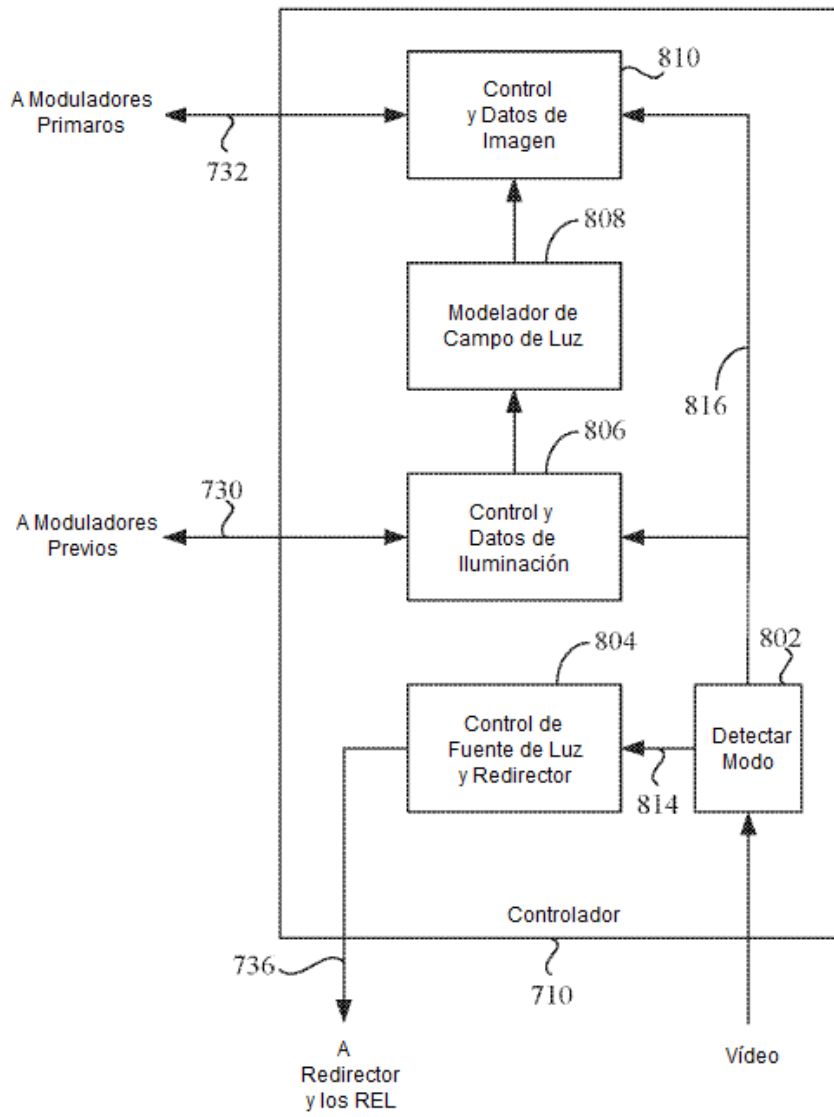 810
Control
y Datos de
Imagen
A Moduladores
Primaros
732
808
Modelador de
Campo de Luz
816
806
730
A Moduladores
Previos
Control y
Datos de
Iluminación
804
802
Control de
Fuente de Luz
y Redirector
Detectar
Modo
814
Controlador
736
710
A
Redirector
y los REL
Vídeo